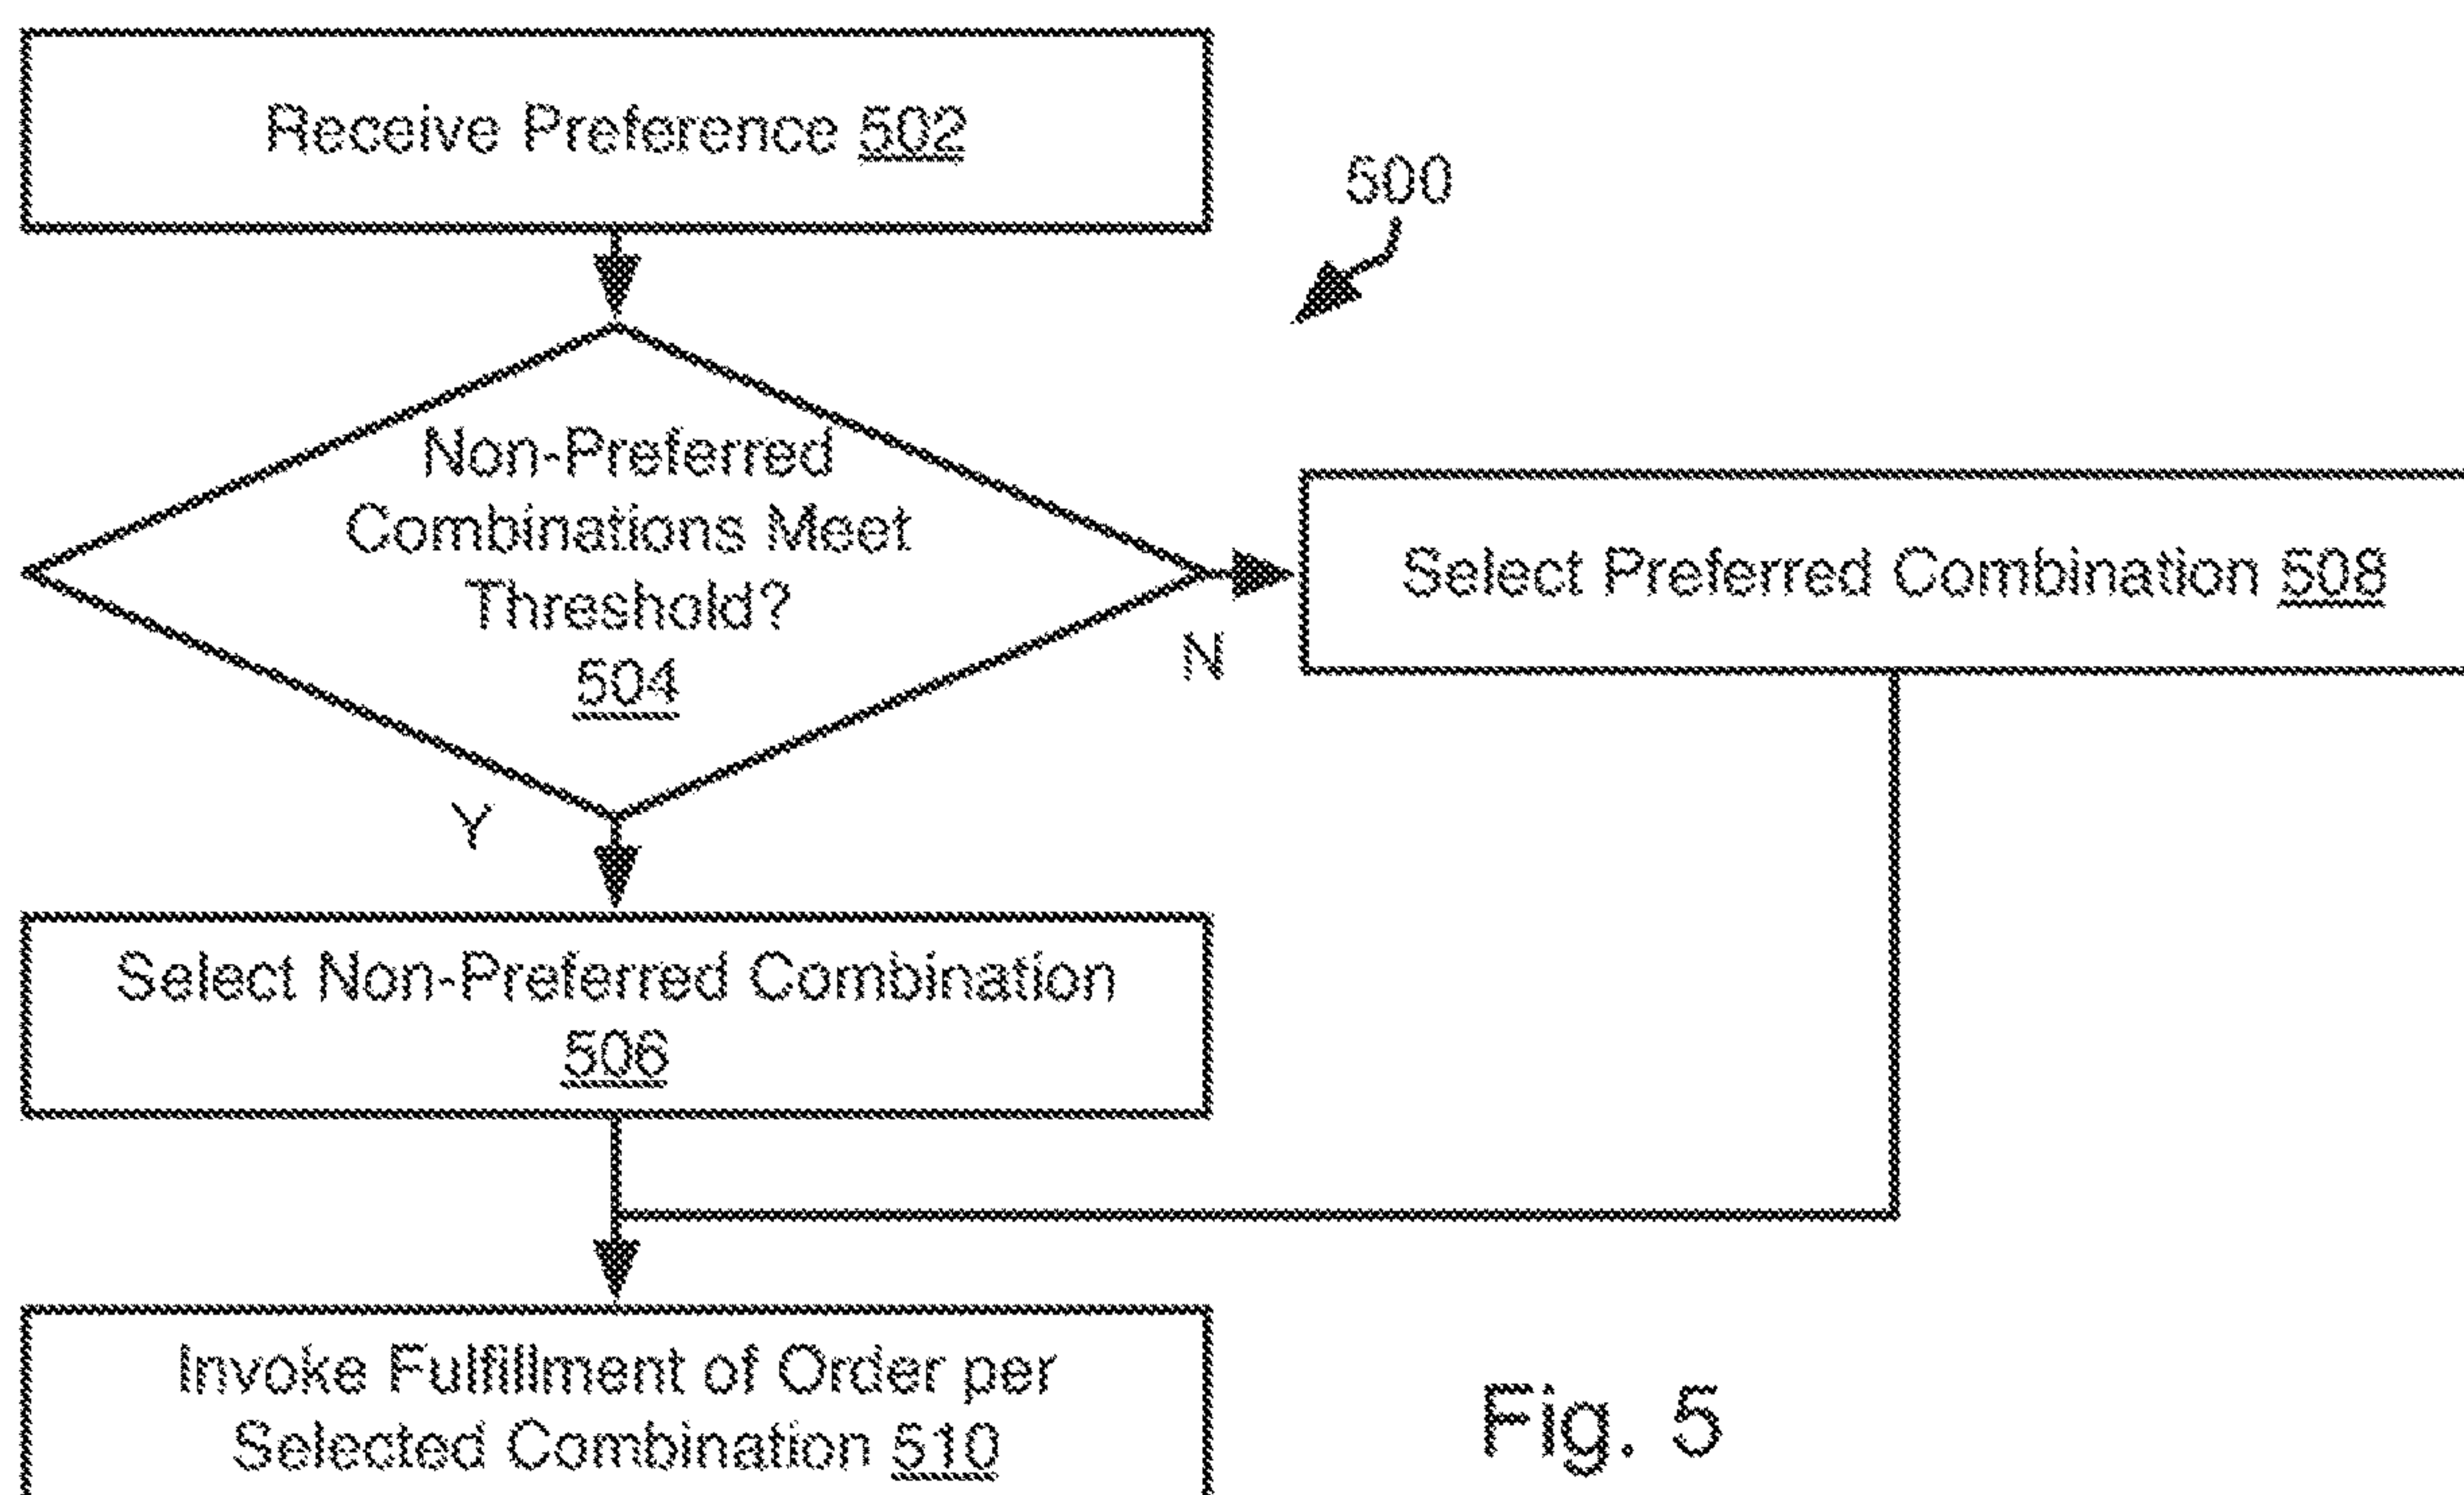 Receive Preference 502
500
Non-Preferred
Combinations Meet
Threshold?
504
N
Select Preferred Combination 508
Y
Select Non-Preferred Combination
506
Invoke Fulfillment of Order per
Selected Combination 510
Fig. 5